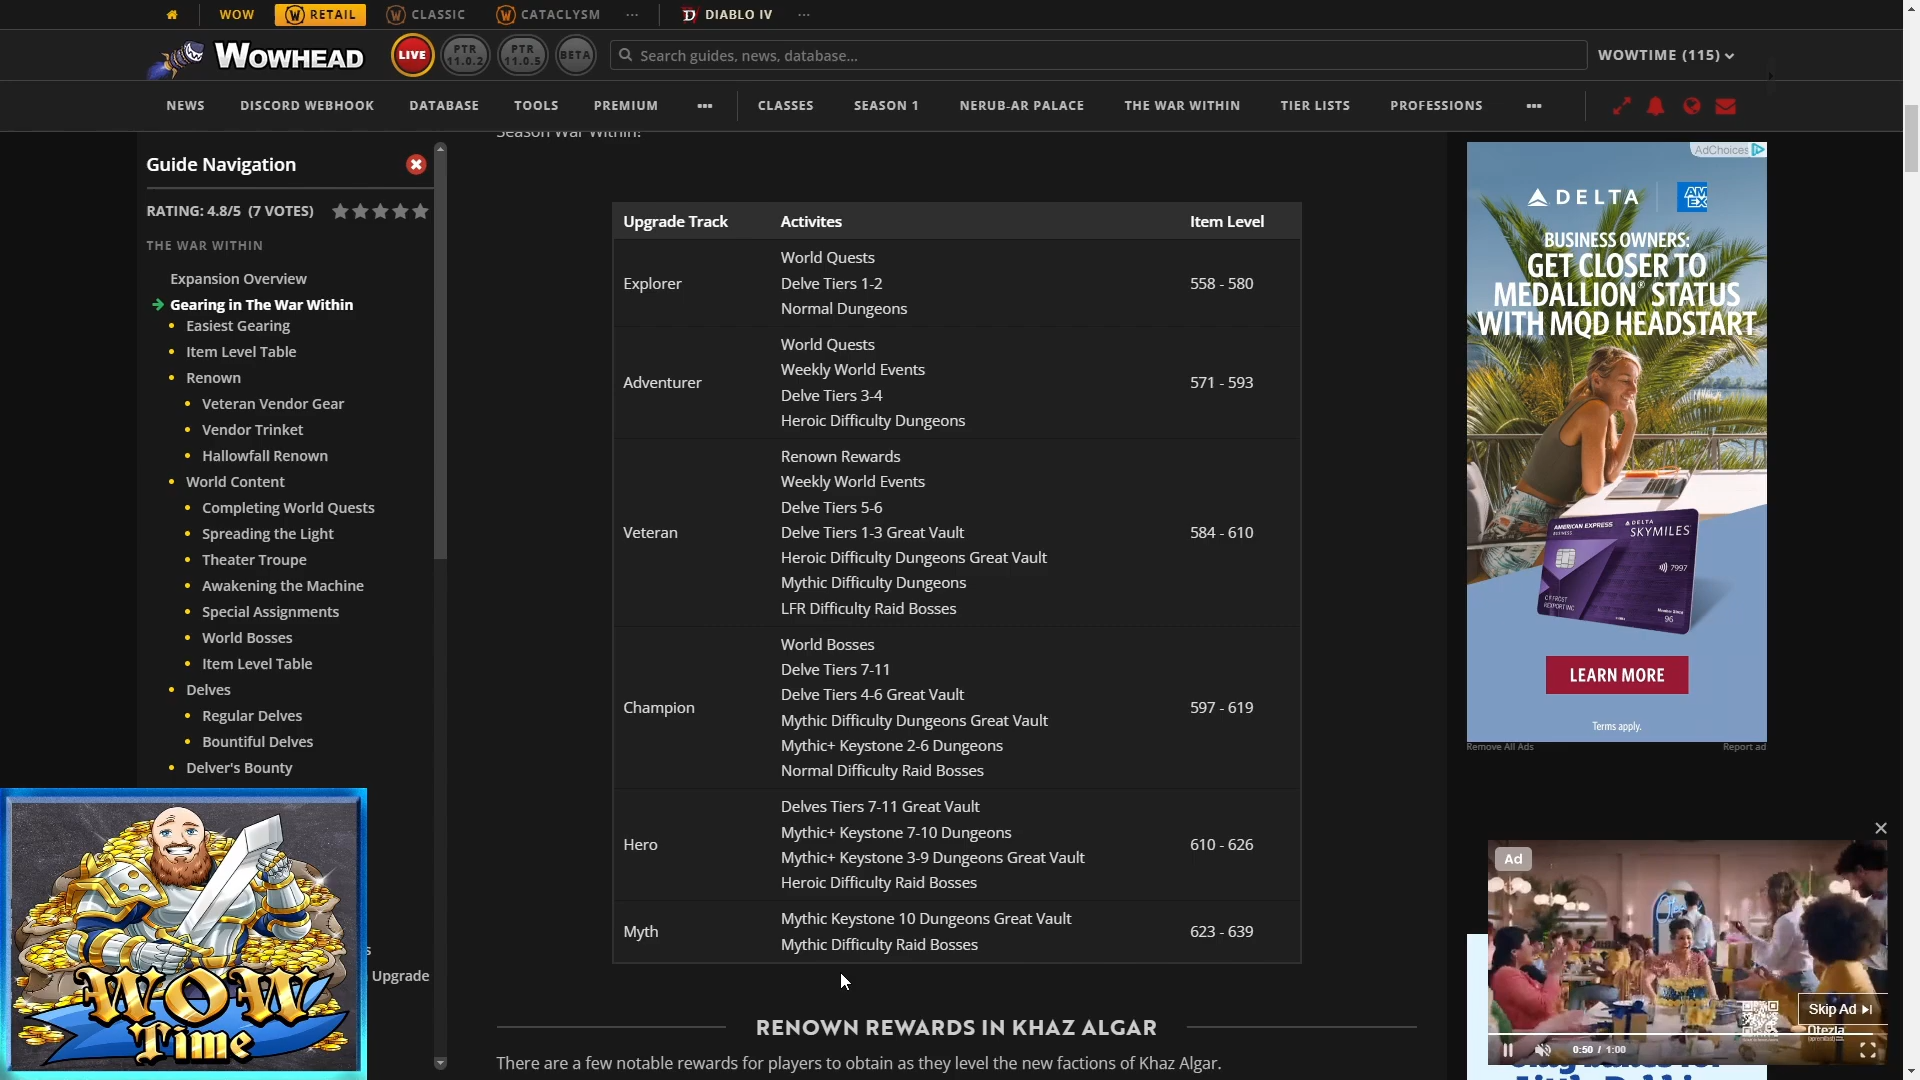 WOW
RETAIL
CLASSIC
CATACLYSM
DIABLO IV
WOWHEAD
LIVE
PTR
11.0.2
PTR
11.0.5
BETA
Search guides, news, database...
WOWTIME (115)
NEWS
DISCORD WEBHOOK
DATABASE
TOOLS
PREMIUM
CLASSES
SEASON 1
NERUB-AR PALACE
THE WAR WITHIN
TIER LISTS
PROFESSIONS
Season War Within!
Guide Navigation
RATING: 4.8/5 (7 VOTES)
THE WAR WITHIN
Expansion Overview
Gearing in The War Within
Easiest Gearing
Item Level Table
Renown
Veteran Vendor Gear
Vendor Trinket
Hallowfall Renown
World Content
Completing World Quests
Spreading the Light
Theater Troupe
Awakening the Machine
Special Assignments
World Bosses
Item Level Table
Delves
Regular Delves
Bountiful Delves
Delver's Bounty
s
Upgrade
WOW
Time
Upgrade Track Activites Item Level
Explorer
World Quests
Delve Tiers 1-2
Normal Dungeons
558 - 580
Adventurer
World Quests
Weekly World Events
Delve Tiers 3-4
Heroic Difficulty Dungeons
571 - 593
Veteran
Renown Rewards
Weekly World Events
Delve Tiers 5-6
Delve Tiers 1-3 Great Vault
Heroic Difficulty Dungeons Great Vault
Mythic Difficulty Dungeons
LFR Difficulty Raid Bosses
584 - 610
Champion
World Bosses
Delve Tiers 7-11
Delve Tiers 4-6 Great Vault
Mythic Difficulty Dungeons Great Vault
Mythic+ Keystone 2-6 Dungeons
Normal Difficulty Raid Bosses
597 - 619
Hero
Delves Tiers 7-11 Great Vault
Mythic+ Keystone 7-10 Dungeons
Mythic+ Keystone 3-9 Dungeons Great Vault
Heroic Difficulty Raid Bosses
610 - 626
Myth
Mythic Keystone 10 Dungeons Great Vault
Mythic Difficulty Raid Bosses
623 - 639
RENOWN REWARDS IN KHAZ ALGAR
There are a few notable rewards for players to obtain as they level the new factions of Khaz Algar.
AdChoices
DELTA
AM
EX
BUSINESS OWNERS:
GET CLOSER TO
MEDALLION® STATUS
WITH MQD HEADSTART
AMERICAN EXPRESS
BUSINESS
DELTA
SKYMILES
7997
C F FROST
96
LEARN MORE
Terms apply.
Remove All Ads
Report ad
Ad
Skip Ad
Otezla
0:50 / 1:00